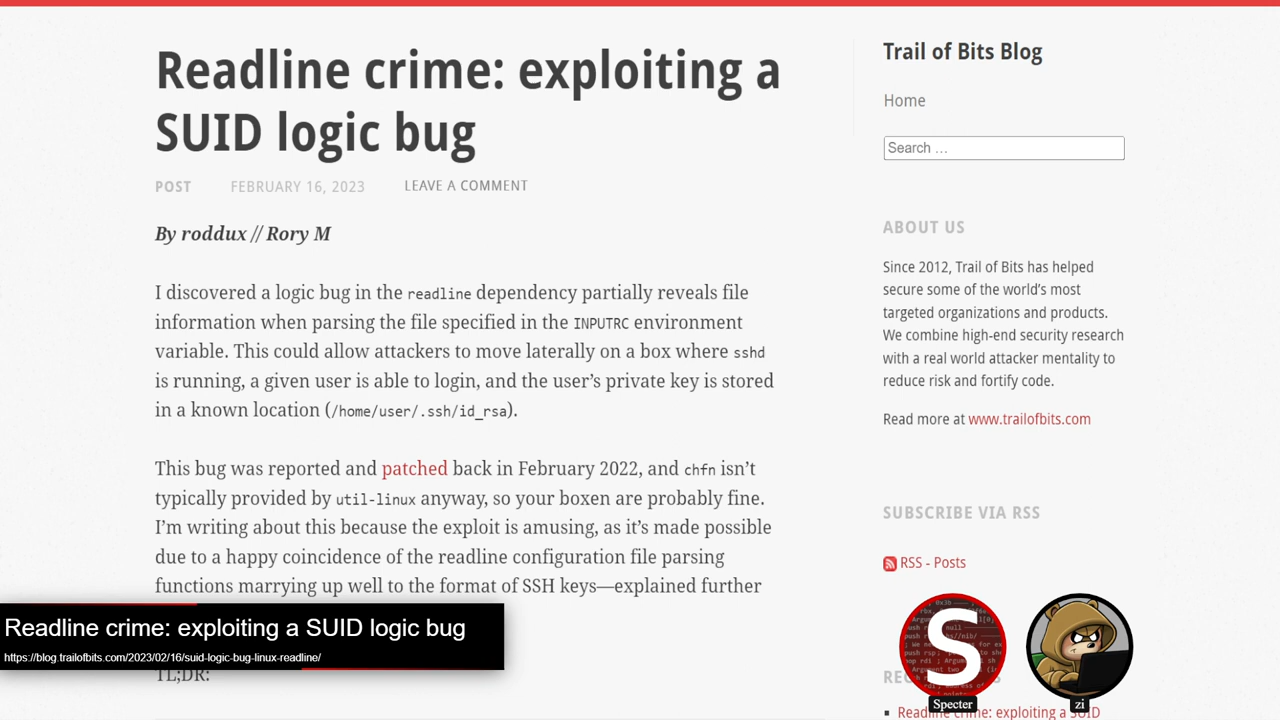 Readline crime: exploiting a
SUID logic bug
POST FEBRUARY 16, 2023 LEAVE A COMMENT
By roddux // Rory M
I discovered a logic bug in the readline dependency partially reveals file
information when parsing the file specified in the INPUTRC environment
variable. This could allow attackers to move laterally on a box where sshd
is running, a given user is able to login, and the user’s private key is stored
in a known location (/home/user/.ssh/id_rsa).
This bug was reported and patched back in February 2022, and chfn isn’t
typically provided by util-linux anyway, so your boxen are probably fine.
I’m writing about this because the exploit is amusing, as it’s made possible
due to a happy coincidence of the readline configuration file parsing
functions marrying up well to the format of SSH keys—explained further
TL;DR:
Trail of Bits Blog
Home
Search …
ABOUT US
Since 2012, Trail of Bits has helped
secure some of the world’s most
targeted organizations and products.
We combine high-end security research
with a real world attacker mentality to
reduce risk and fortify code.
Read more at www.trailofbits.com
SUBSCRIBE VIA RSS
RSS - Posts
Readline crime: exploiting a SUID
Readline crime: exploiting a SUID logic bug
https://blog.trailofbits.com/2023/02/16/suid-logic-bug-linux-readline/
S
Specter
zi